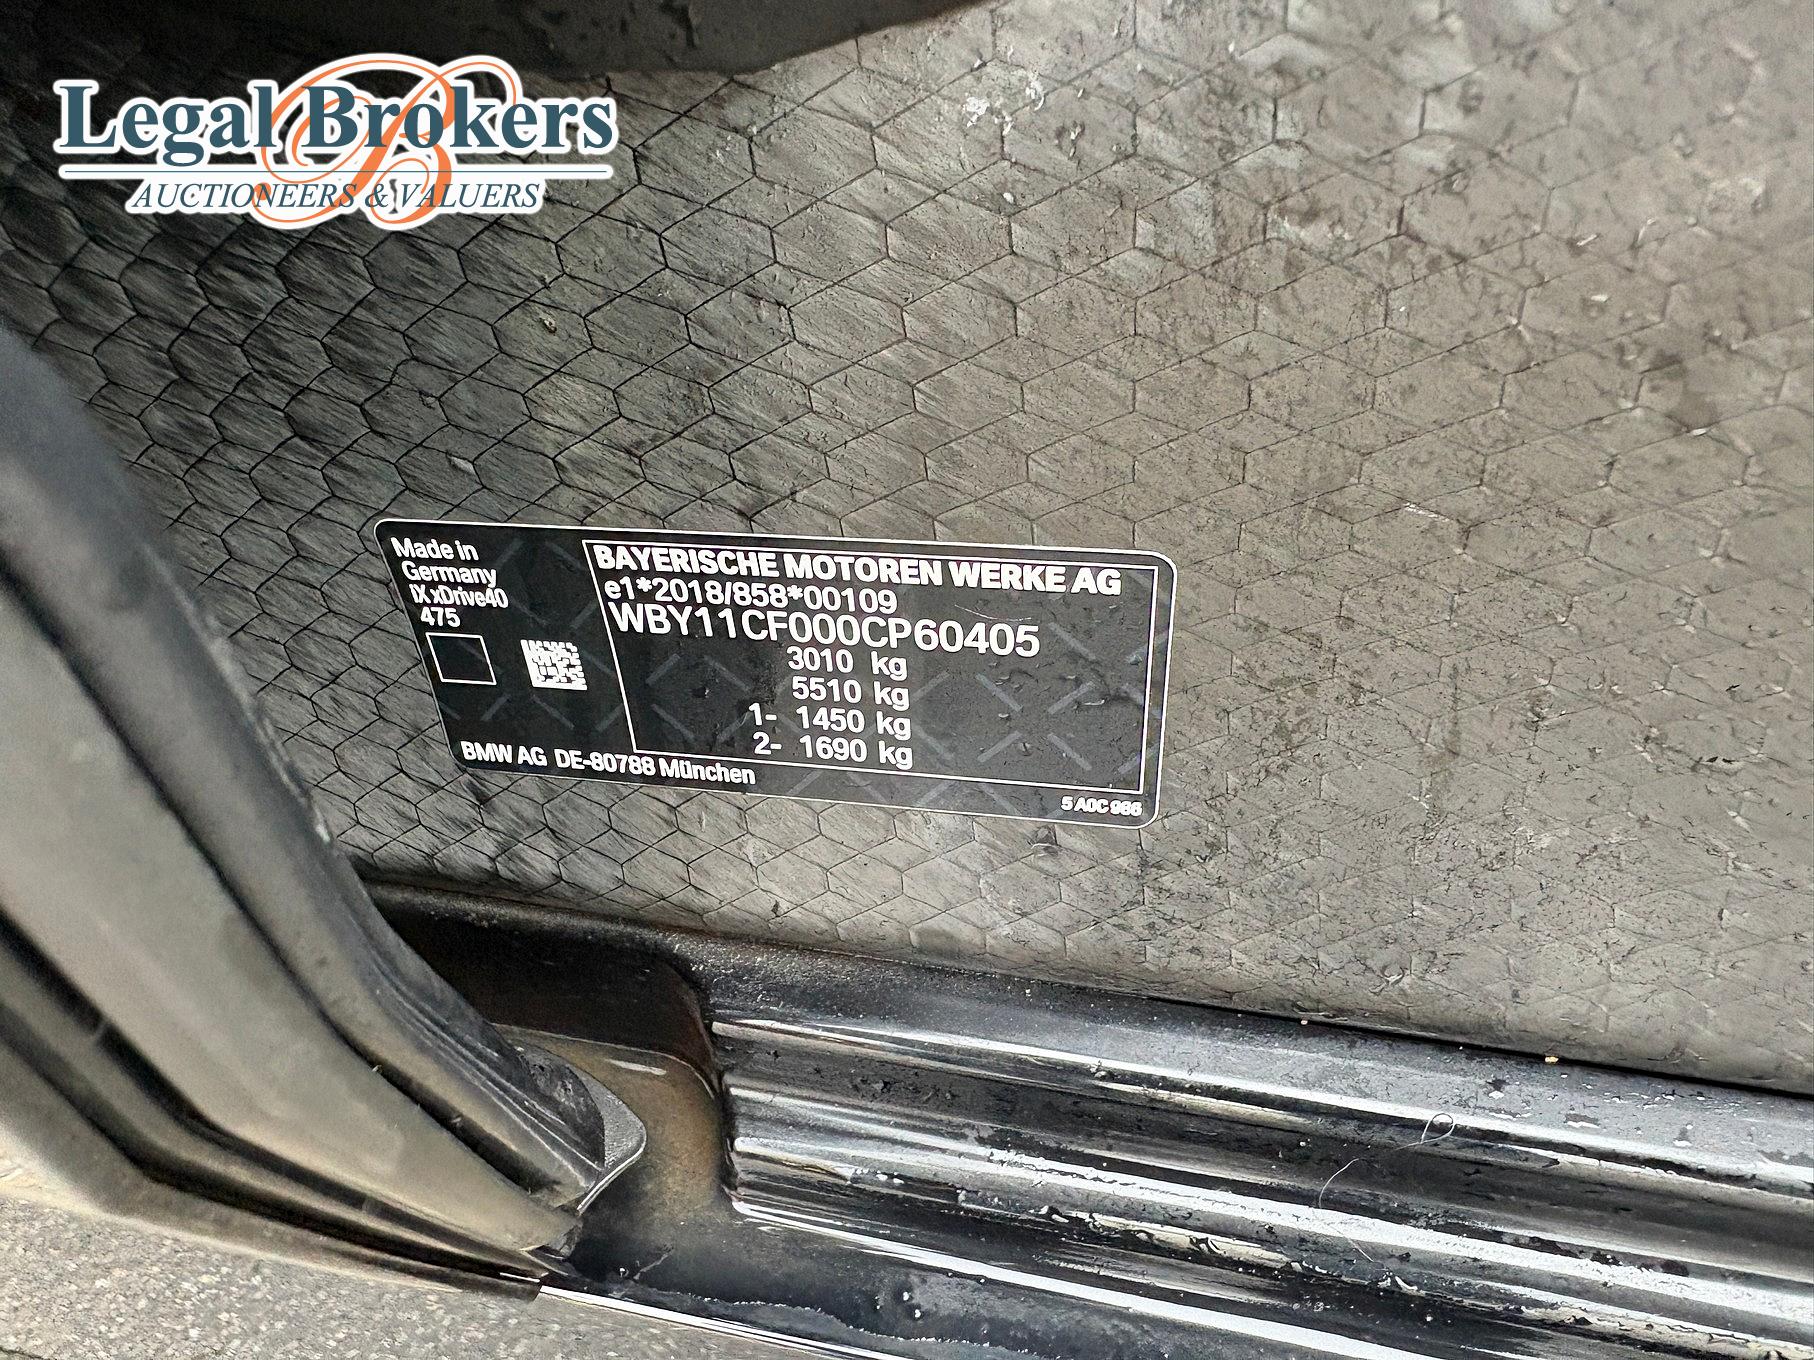 Legal Brokers
AUCTIONEERS & VALUERS
Made in
Germany
iX xDrive40
475
BAYERISCHE MOTOREN WERKE AG
e1*2018/858*00109
WBY11CF000CP60405
3010 kg
5510 kg
1- 1450 kg
2- 1690 kg
BMW AG DE-80788 München
5 A0C 986